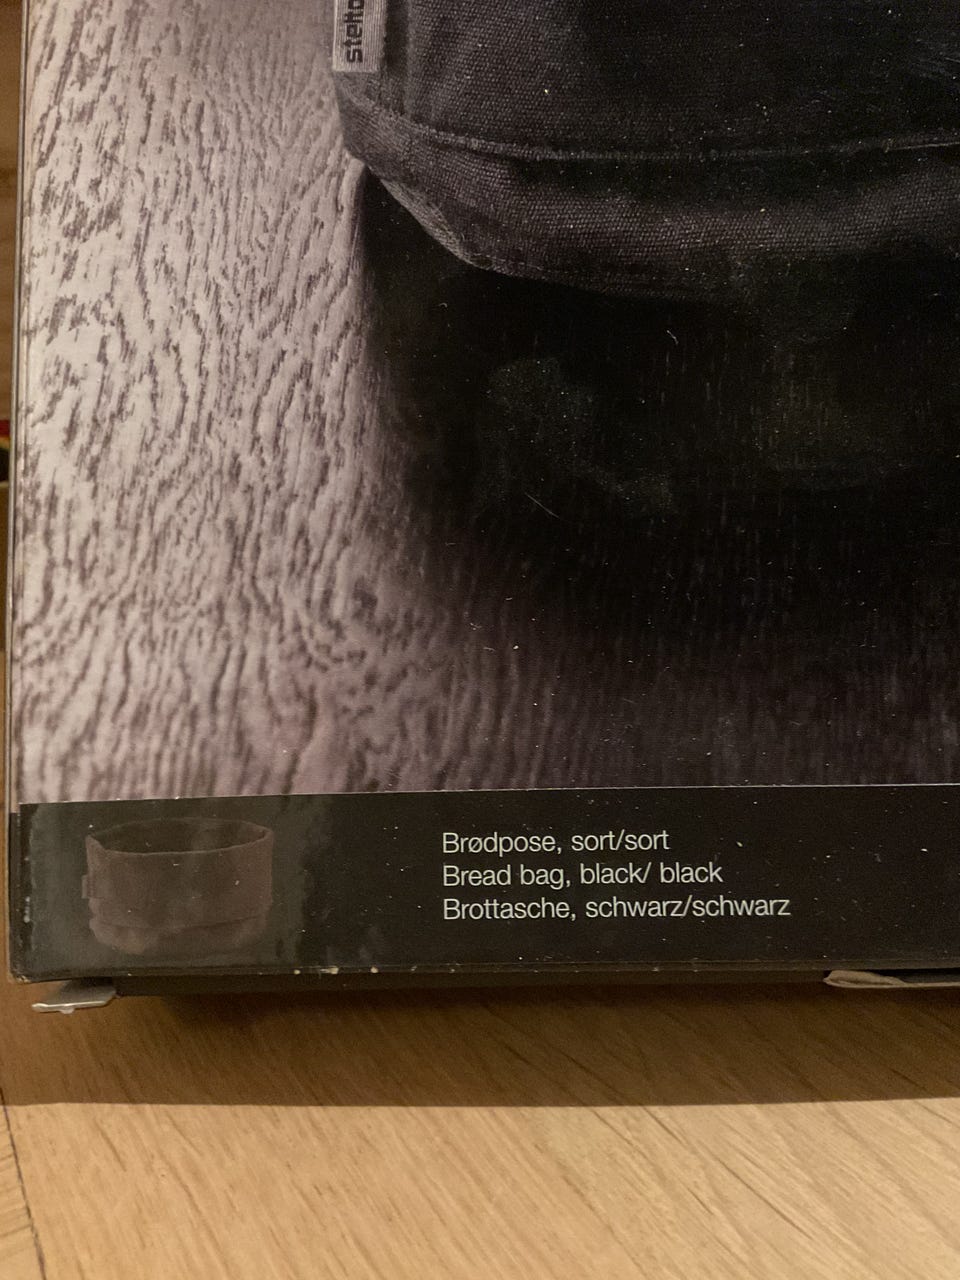 Brødpose, sort/sort
Bread bag, black/ black
Brottasche, schwarz/schwarz